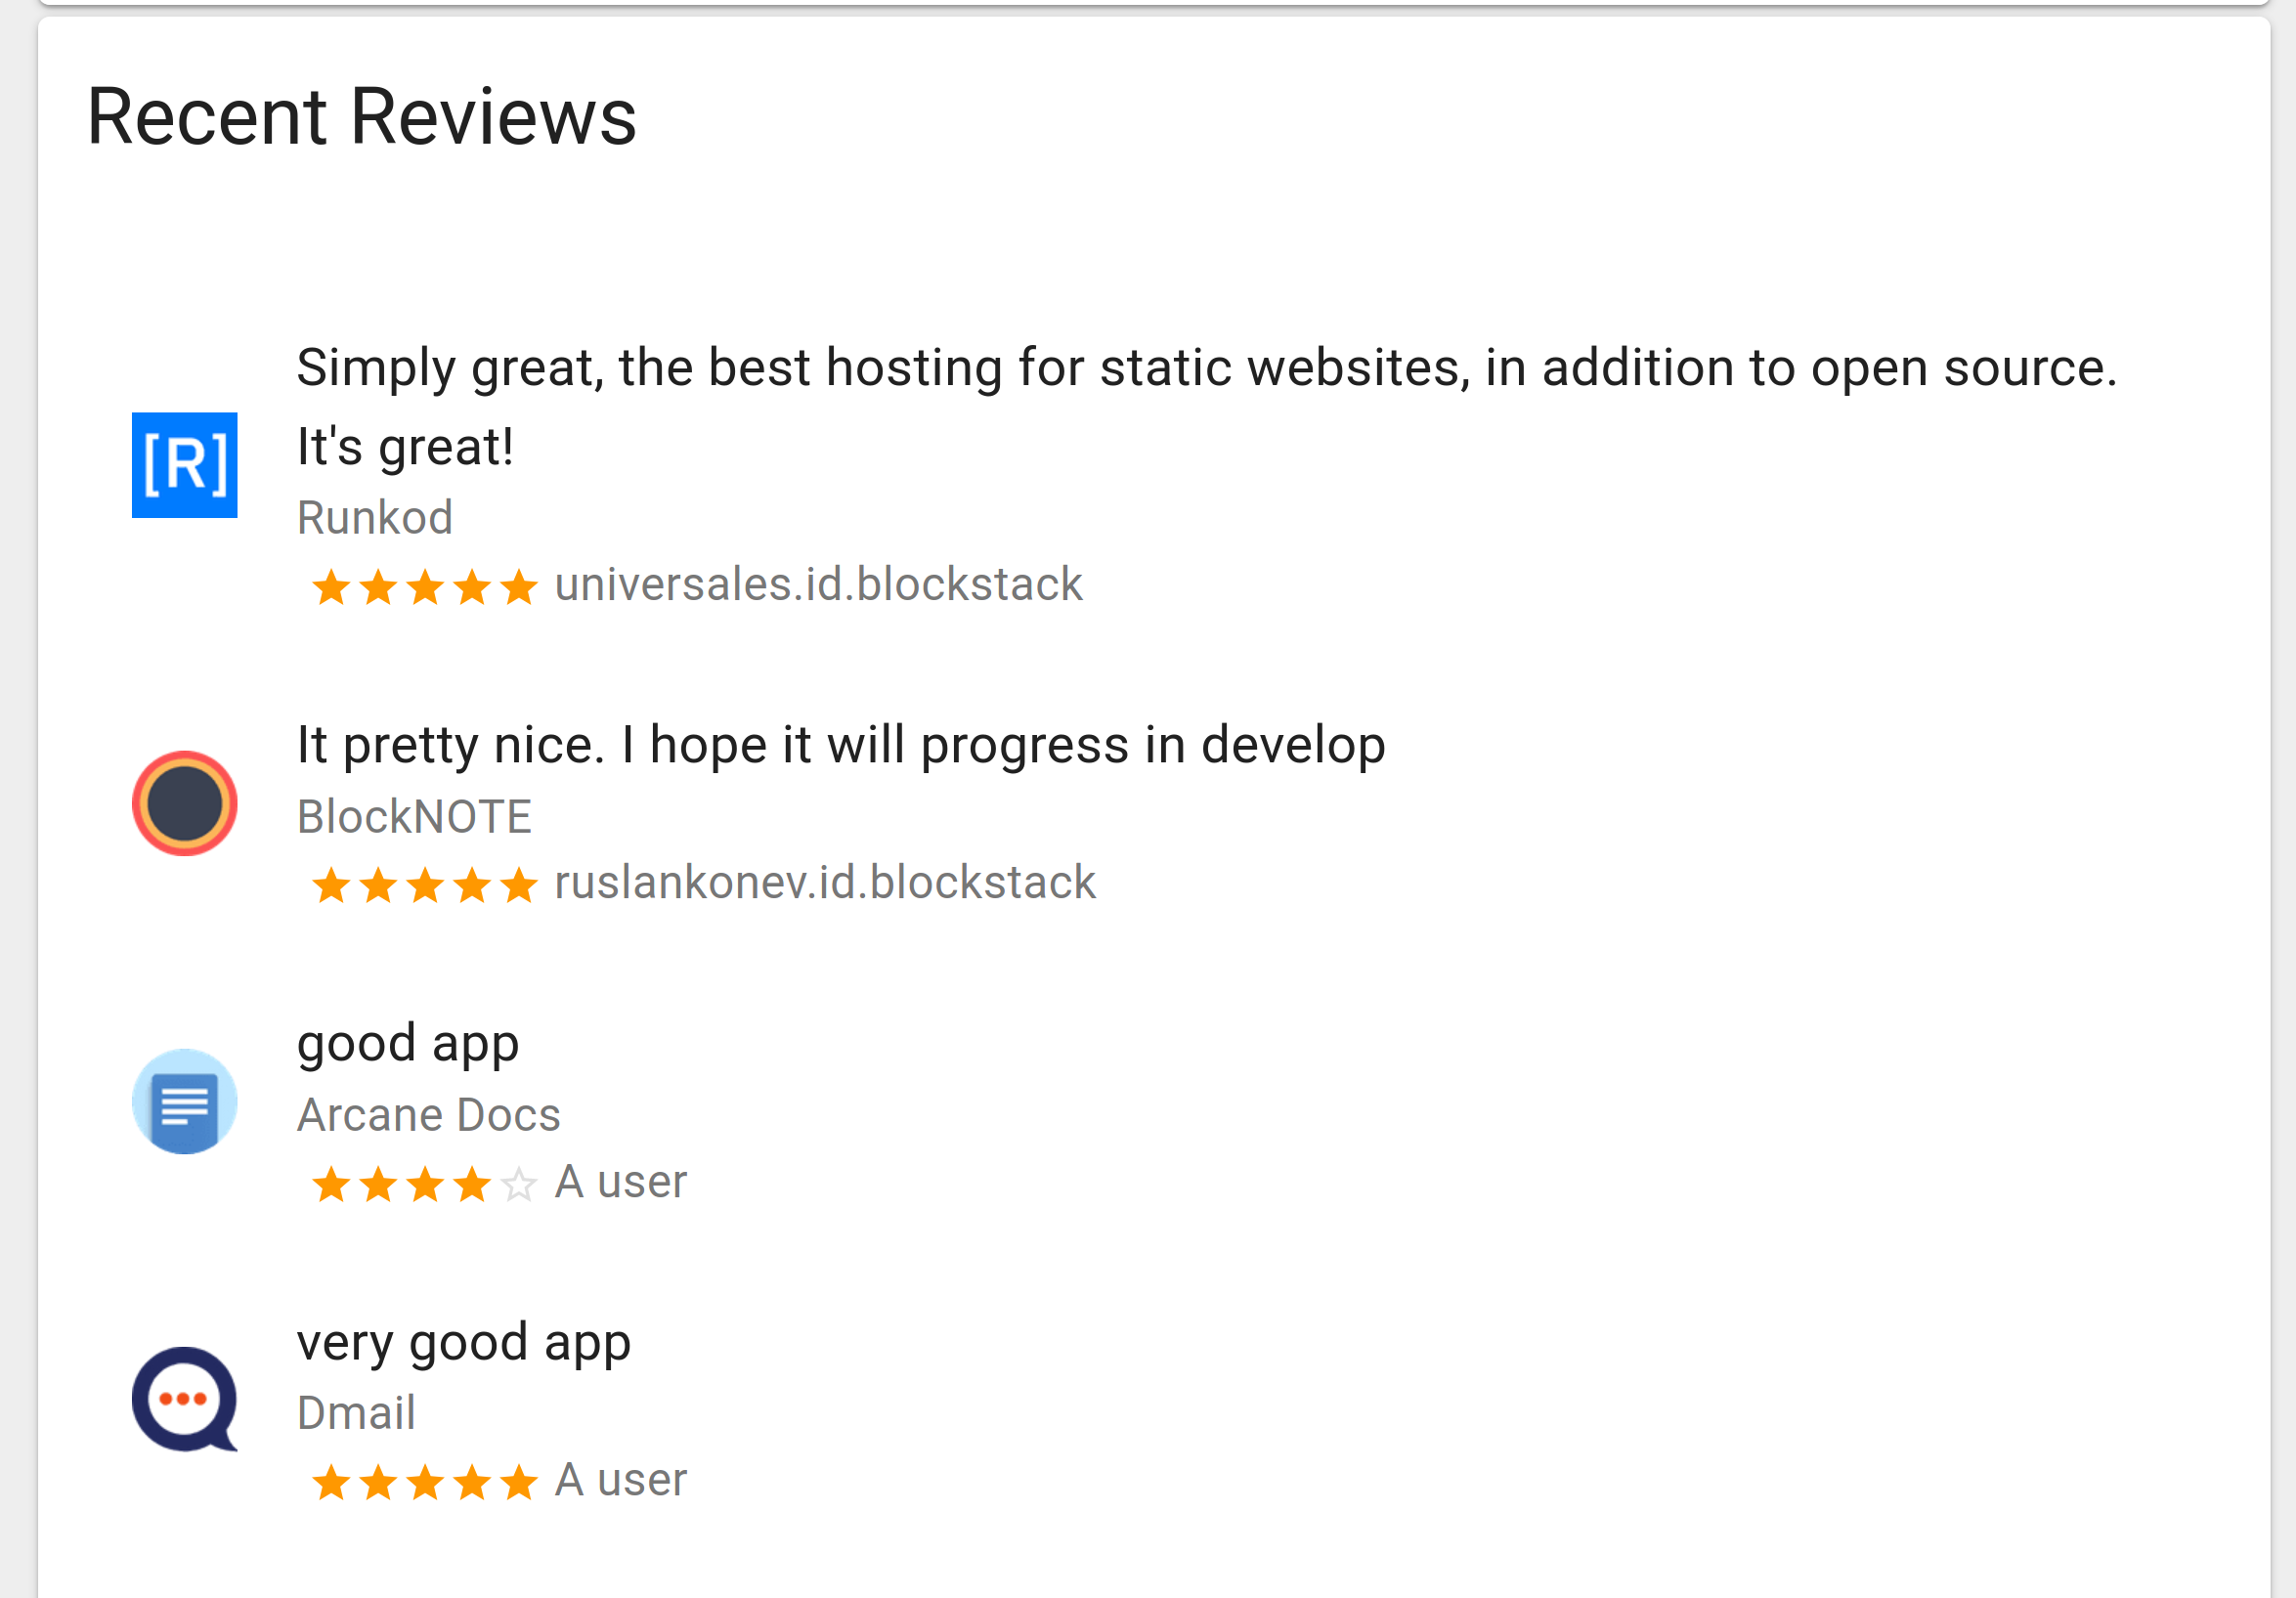 Recent Reviews
Simply great, the best hosting for static websites, in addition to open source.
[R]
It's great!
Runkod
universales.id.blockstack
It pretty nice. I hope it will progress in develop
BlockNOTE
ruslankonev.id.blockstack
good app
Arcane Docs
A user
very good app
Dmail
A user